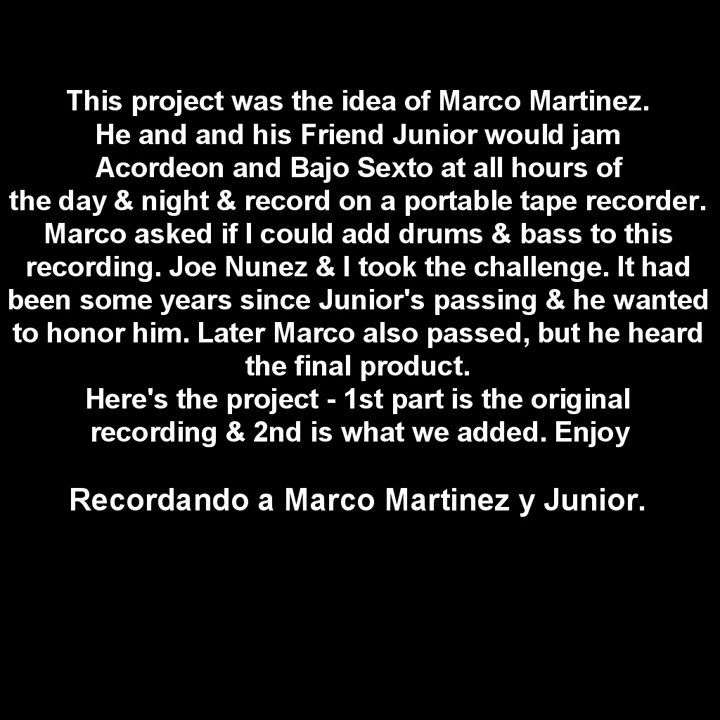 This project was the idea of Marco Martinez.
He and and his Friend Junior would jam
Acordeon and Bajo Sexto at all hours of
the day & night & record on a portable tape recorder.
Marco asked if I could add drums & bass to this
recording. Joe Nunez & I took the challenge. It had
been some years since Junior's passing & he wanted
to honor him. Later Marco also passed, but he heard
the final product.
Here's the project - 1st part is the original
recording & 2nd is what we added. Enjoy
Recordando a Marco Martinez y Junior.